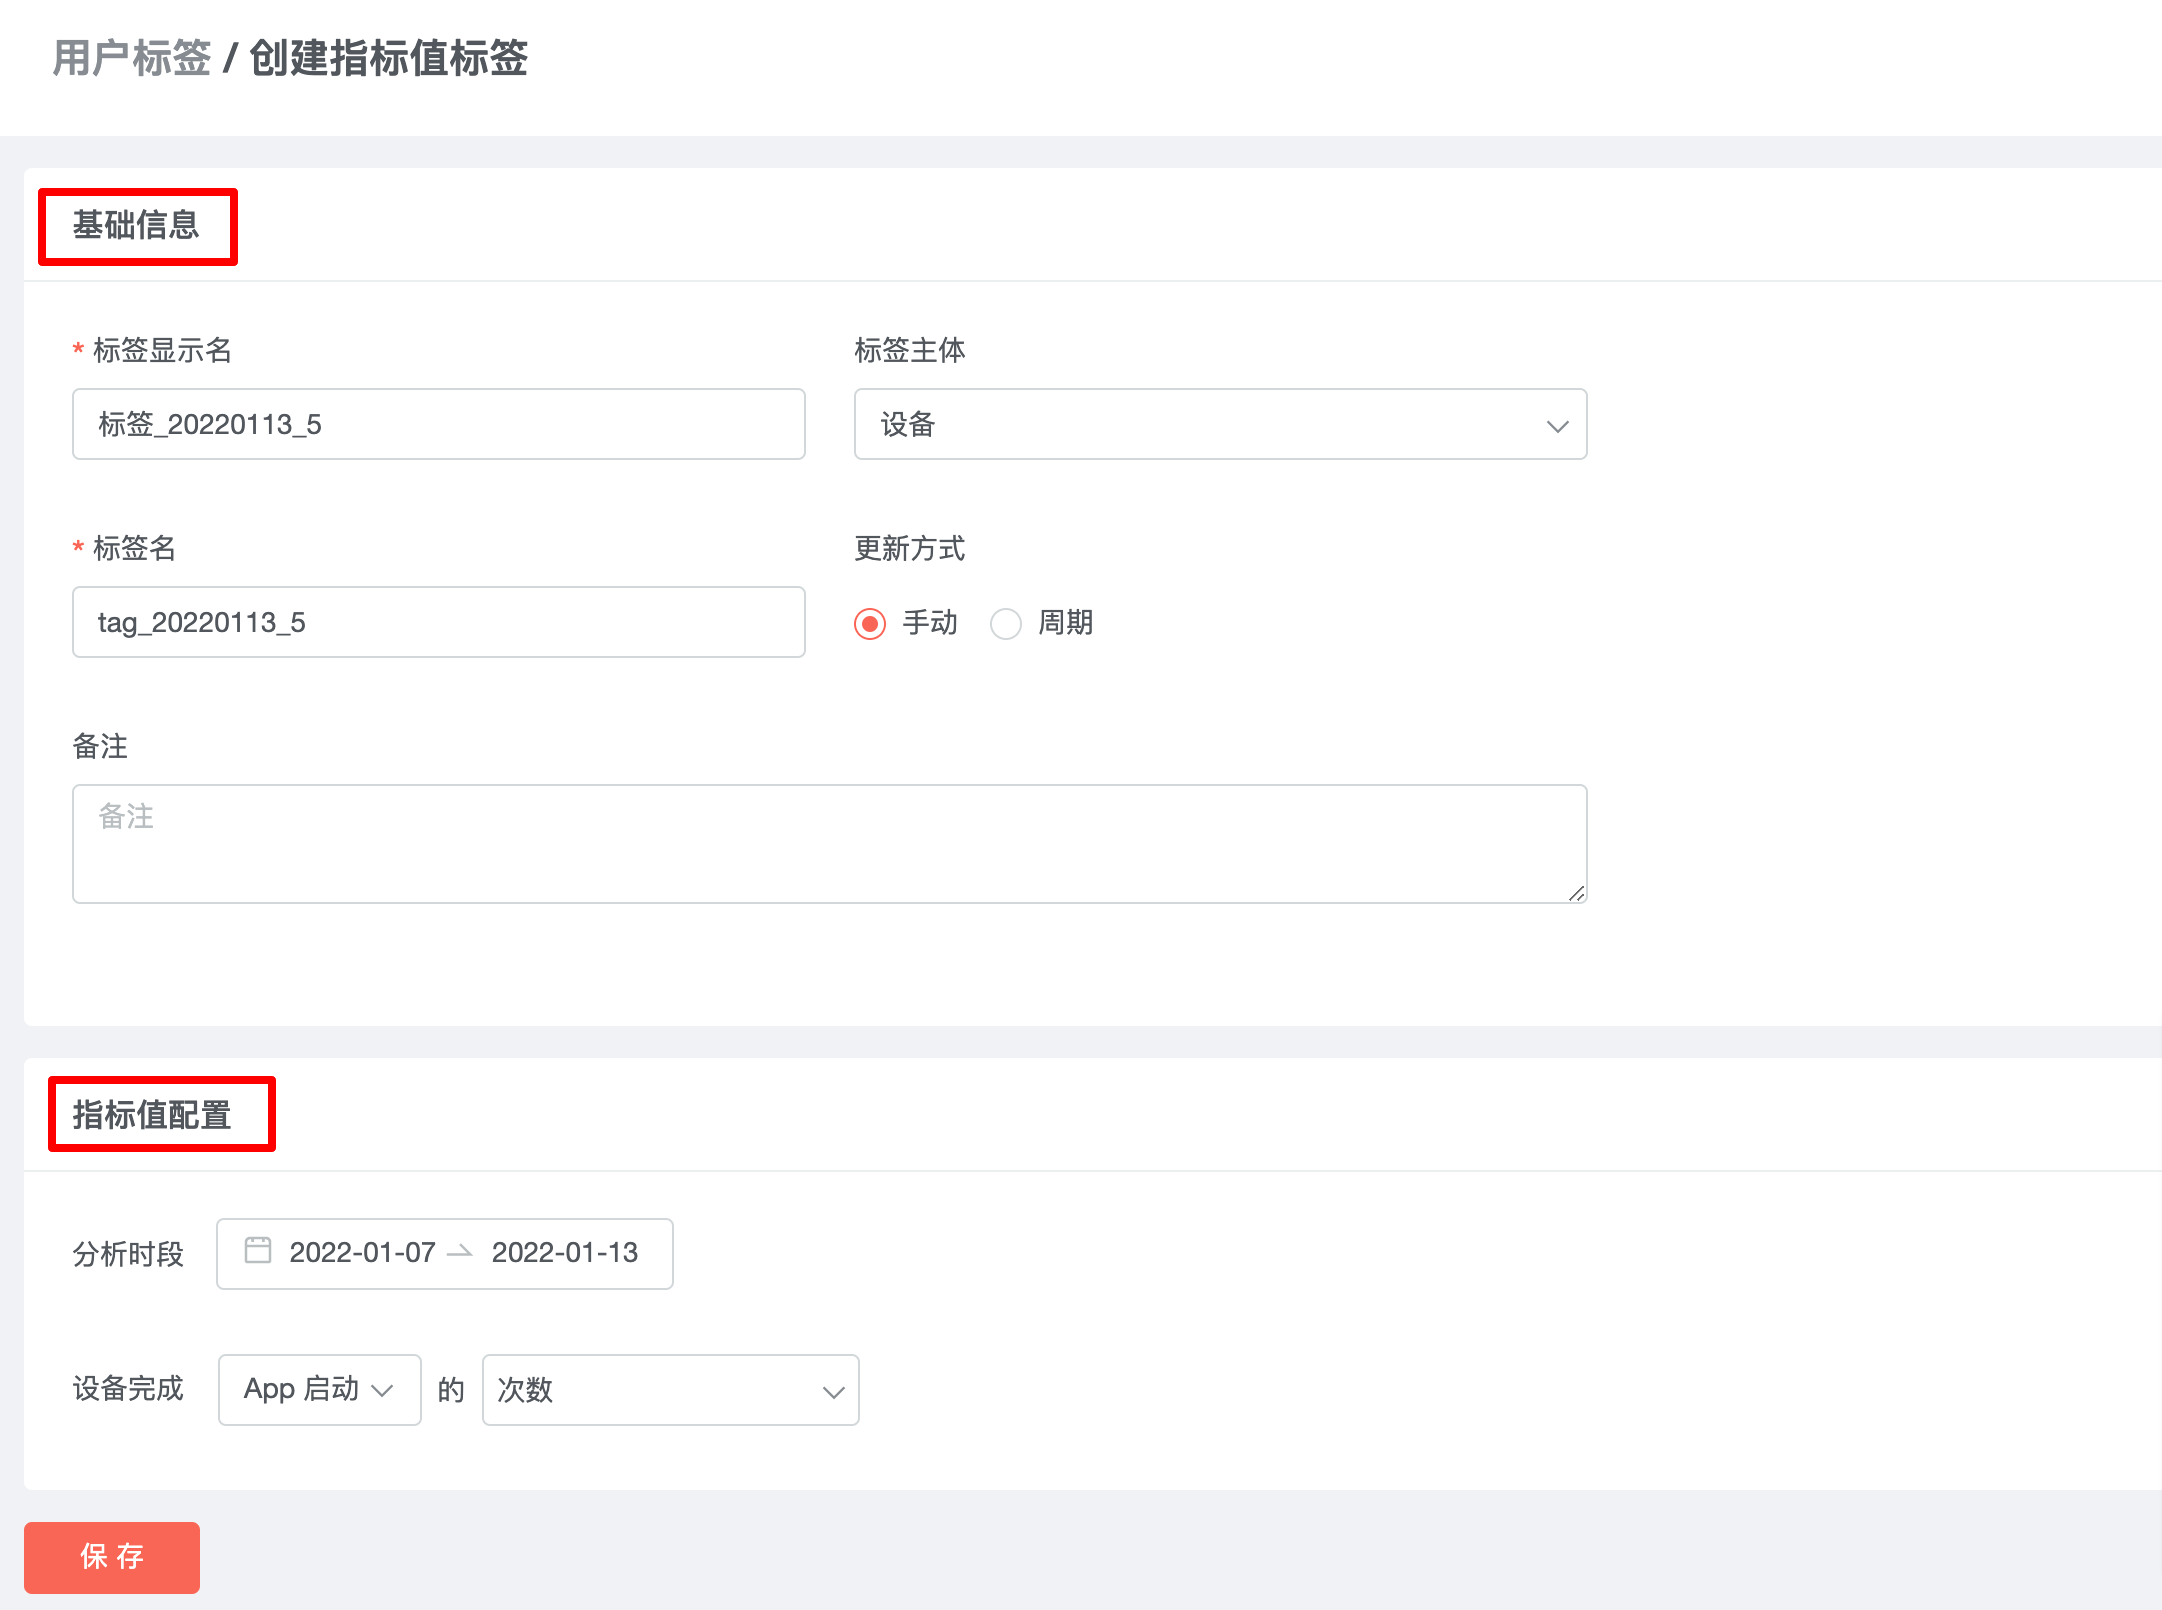 用户标签 / 创建指标值标签
基础信息
* 标签显示名
标签主体
标签_20220113_5
设备
* 标签名
更新方式
tag_20220113_5
手动 周期
备注
备注
指标值配置
分析时段 2022-01-07 2022-01-13
设备完成 App 启动 的 次数
保 存